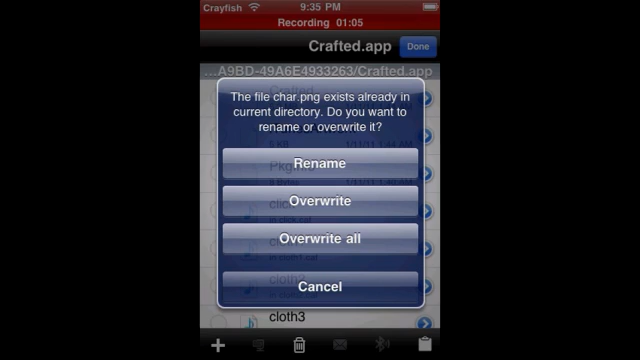 Crayfish 9:35 PM
Recording 01:05
Crafted.app Done
...A9BD-49A6E4933263/Crafted.app
The file char.png exists already in
current directory. Do you want to
rename or overwrite it?
Rename
Overwrite
Overwrite all
Cancel
cloth3